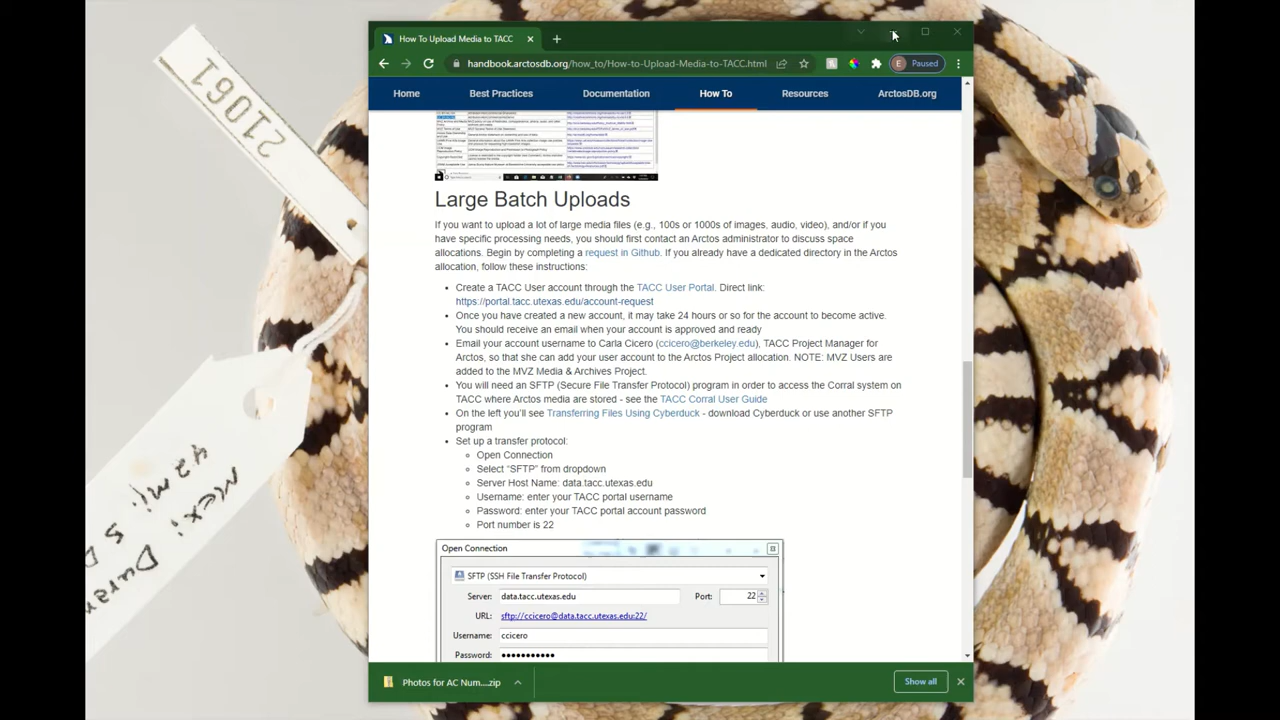 How To Upload Media to TACC
handbook.arctosdb.org/how_to/How-to-Upload-Media-to-TACC.html
E Paused
Home Best Practices Documentation How To Resources ArctosDB.org
Large Batch Uploads
If you want to upload a lot of large media files (e.g., 100s or 1000s of images, audio, video), and/or if you
have specific processing needs, you should first contact an Arctos administrator to discuss space
allocations. Begin by completing a request in Github. If you already have a dedicated directory in the Arctos
allocation, follow these instructions:
• Create a TACC User account through the TACC User Portal. Direct link:
https://portal.tacc.utexas.edu/account-request
• Once you have created a new account, it may take 24 hours or so for the account to become active.
You should receive an email when your account is approved and ready
• Email your account username to Carla Cicero (ccicero@berkeley.edu), TACC Project Manager for
Arctos, so that she can add your user account to the Arctos Project allocation. NOTE: MVZ Users are
added to the MVZ Media & Archives Project.
• You will need an SFTP (Secure File Transfer Protocol) program in order to access the Corral system on
TACC where Arctos media are stored - see the TACC Corral User Guide
• On the left you'll see Transferring Files Using Cyberduck - download Cyberduck or use another SFTP
program
• Set up a transfer protocol:
Open Connection
Select “SFTP” from dropdown
Server Host Name: data.tacc.utexas.edu
Username: enter your TACC portal username
Password: enter your TACC portal account password
Port number is 22
Open Connection
SFTP (SSH File Transfer Protocol)
Server: data.tacc.utexas.edu Port: 22
URL: sftp://ccicero@data.tacc.utexas.edu:22/
Username: ccicero
Password: •••••••••••
Photos for AC Num....zip
Show all
21061
42 mi. S D
Mexi Duran